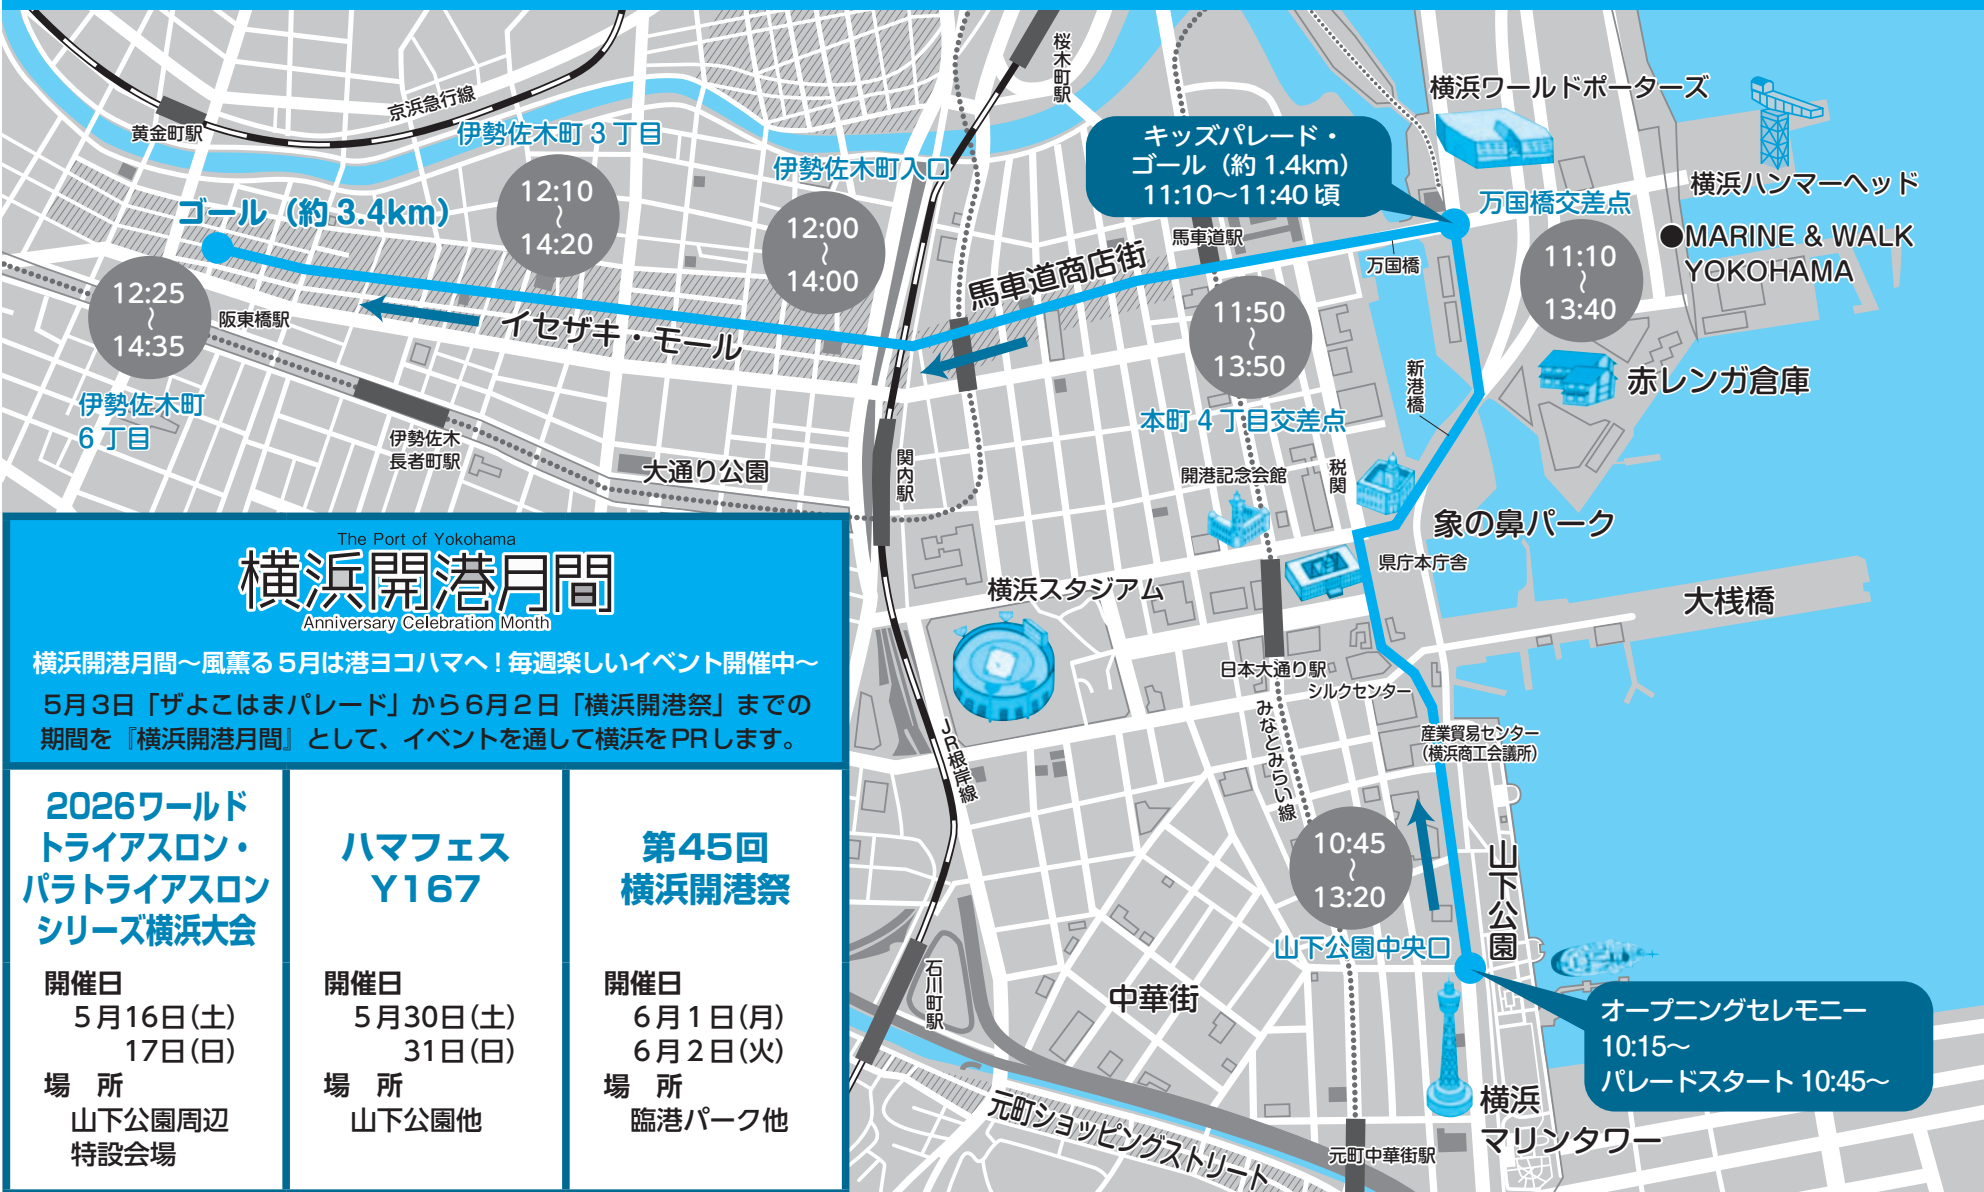 桜木町駅
京浜急行線
黄金町駅
伊勢佐木町3丁目
12:10
～
14:20
伊勢佐木町入口
12:00
～
14:00
ゴール（約3.4km）
12:25
～
14:35
伊勢佐木町
6丁目
阪東橋駅
イセザキ・モール
伊勢佐木
長者町駅
大通り公園
関内駅
馬車道商店街
馬車道駅
キッズパレード・
ゴール（約1.4km）
11:10～11:40頃
横浜ワールドポーターズ
横浜ハンマーヘッド
万国橋交差点
11:10
～
13:40
●MARINE & WALK
YOKOHAMA
万国橋
11:50
～
13:50
本町4丁目交差点
新港橋
赤レンガ倉庫
開港記念会館
税関
象の鼻パーク
県庁本庁舎
大桟橋
横浜スタジアム
日本大通り駅
シルクセンター
みなとみらい線
JR根岸線
産業貿易センター
（横浜商工会議所）
10:45
～
13:20
山下公園中央口
山下公園
中華街
石川町駅
オープニングセレモニー
10:15～
パレードスタート 10:45～
横浜
マリンタワー
元町ショッピングストリート
元町中華街駅
The Port of Yokohama
横浜開港月間
Anniversary Celebration Month
横浜開港月間～風薫る5月は港ヨコハマへ！毎週楽しいイベント開催中～
5月3日「ザよこはまパレード」から6月2日「横浜開港祭」までの
期間を『横浜開港月間』として、イベントを通して横浜をPRします。
2026ワールド
トライアスロン・
パラトライアスロン
シリーズ横浜大会
開催日
5月16日（土）
17日（日）
場　所
山下公園周辺
特設会場
ハマフェス
Y167
開催日
5月30日（土）
31日（日）
場　所
山下公園他
第45回
横浜開港祭
開催日
6月1日（月）
6月2日（火）
場　所
臨港パーク他